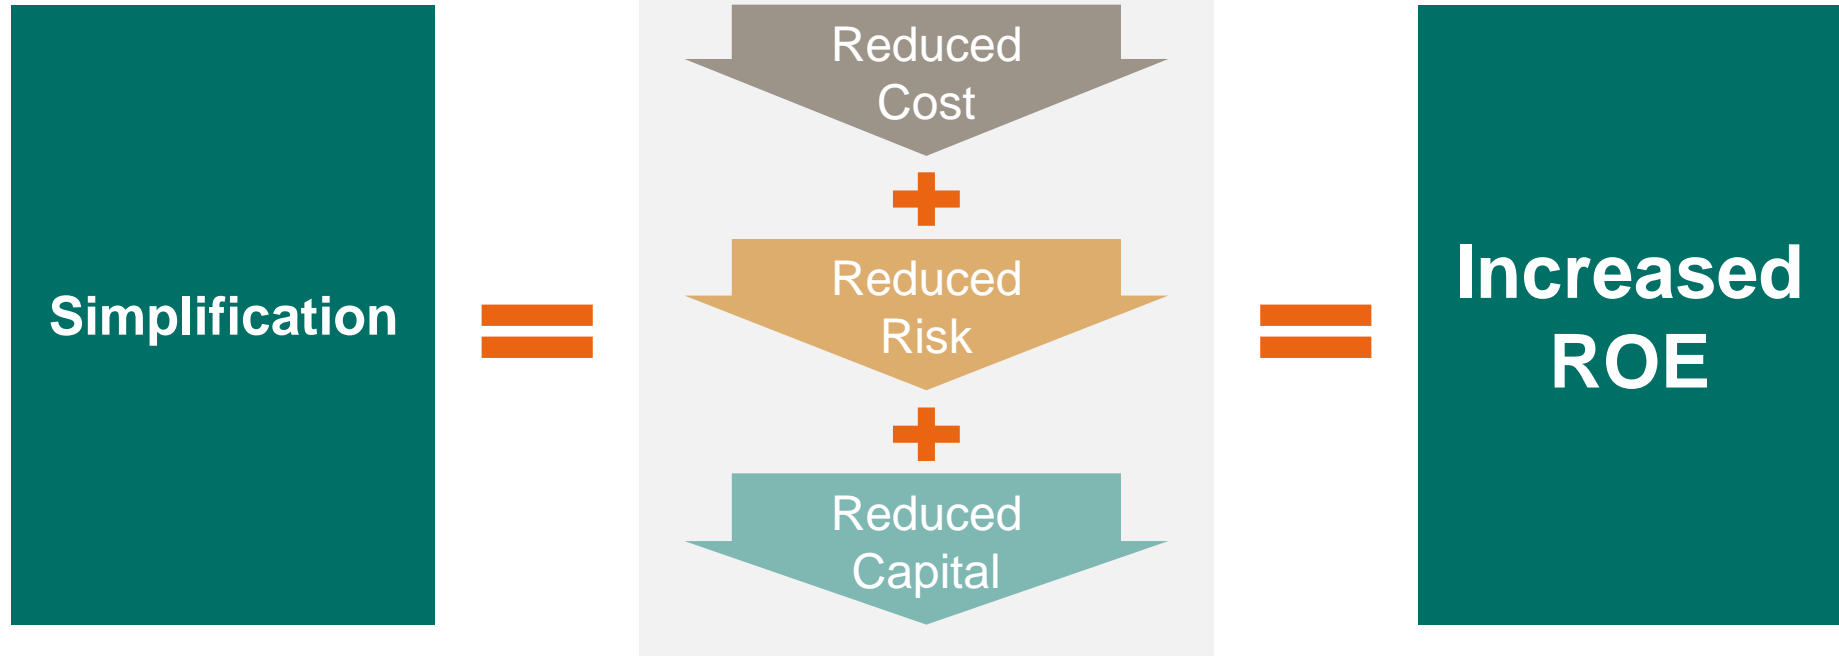 Simplification
Reduced
Cost
Reduced
Risk
Reduced
Capital
Increased
ROE